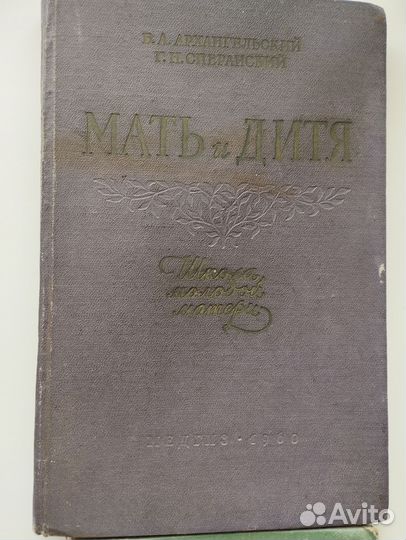 Б. А. АРХАНГЕЛЬСКИЙ
Г. Н. СПЕРАНСКИЙ
МАТЬ и ДИТЯ
Школа
молодой
матери
МЕДГИЗ · 1960
Avito